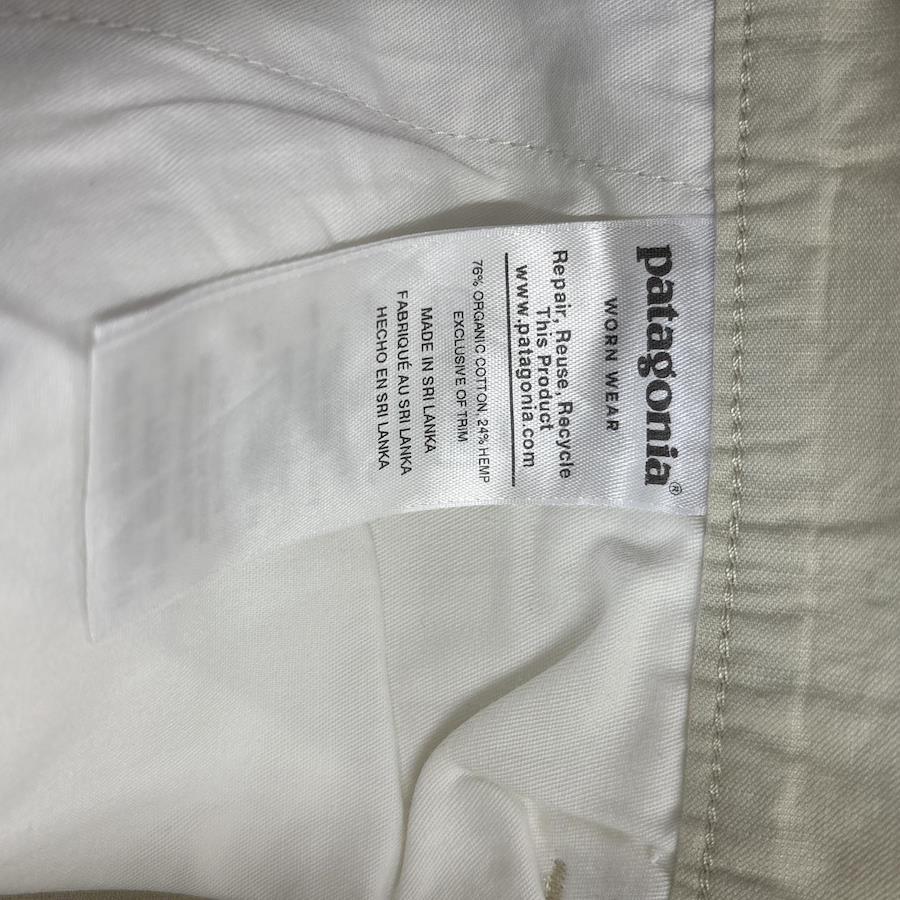 patagonia®
WORN WEAR
Repair, Reuse, Recycle
This Product
www.patagonia.com
76% ORGANIC COTTON, 24% HEMP
EXCLUSIVE OF TRIM
MADE IN SRI LANKA
FABRIQUÉ AU SRI LANKA
HECHO EN SRI LANKA